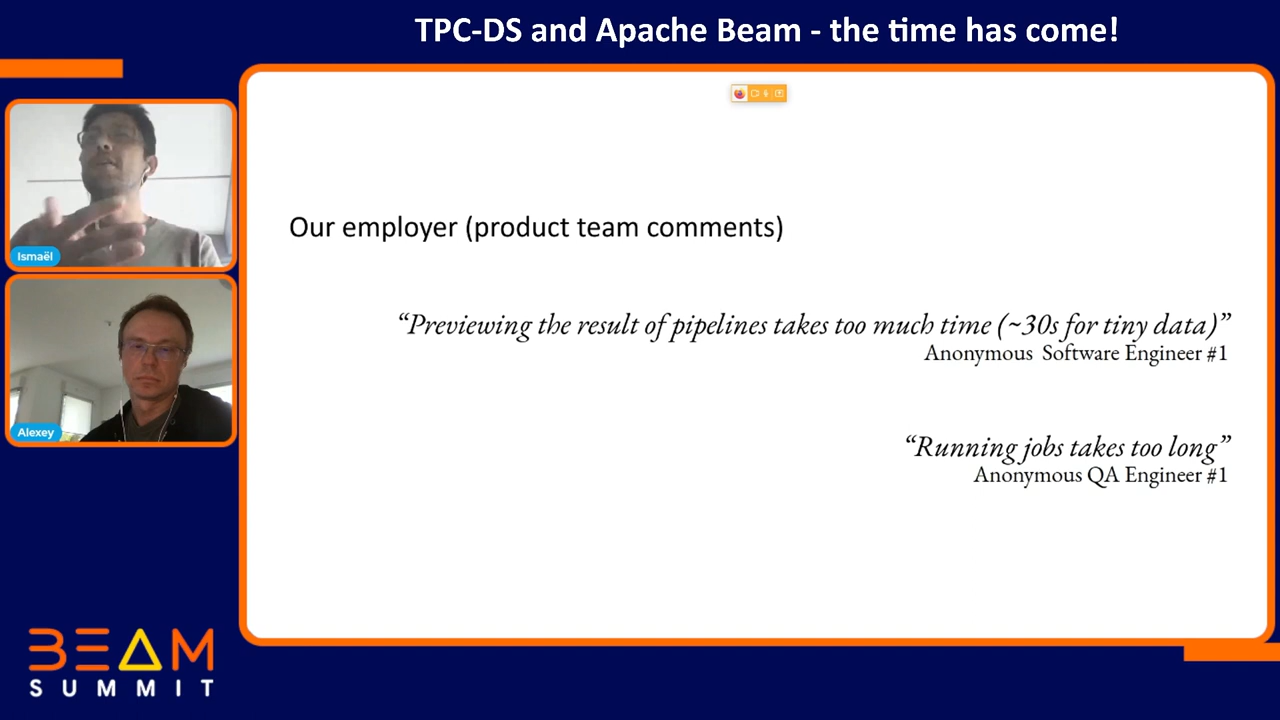 TPC-DS and Apache Beam - the time has come!
Ismaël
Alexey
Our employer (product team comments)
“Previewing the result of pipelines takes too much time (~30s for tiny data)”
Anonymous Software Engineer #1
“Running jobs takes too long”
Anonymous QA Engineer #1
BEAM
SUMMIT